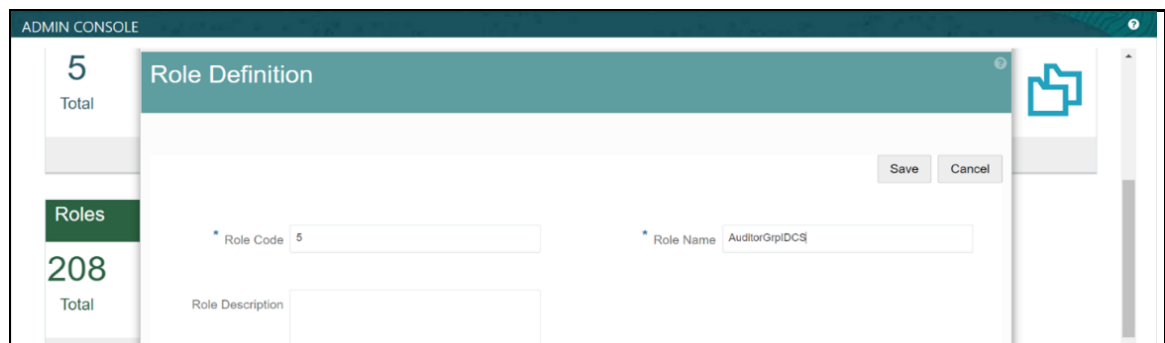 ADMIN CONSOLE
?
5
Total
Role Definition
?
Save Cancel
Roles
* Role Code 5 * Role Name AuditorGrpIDCS
208
Total
Role Description